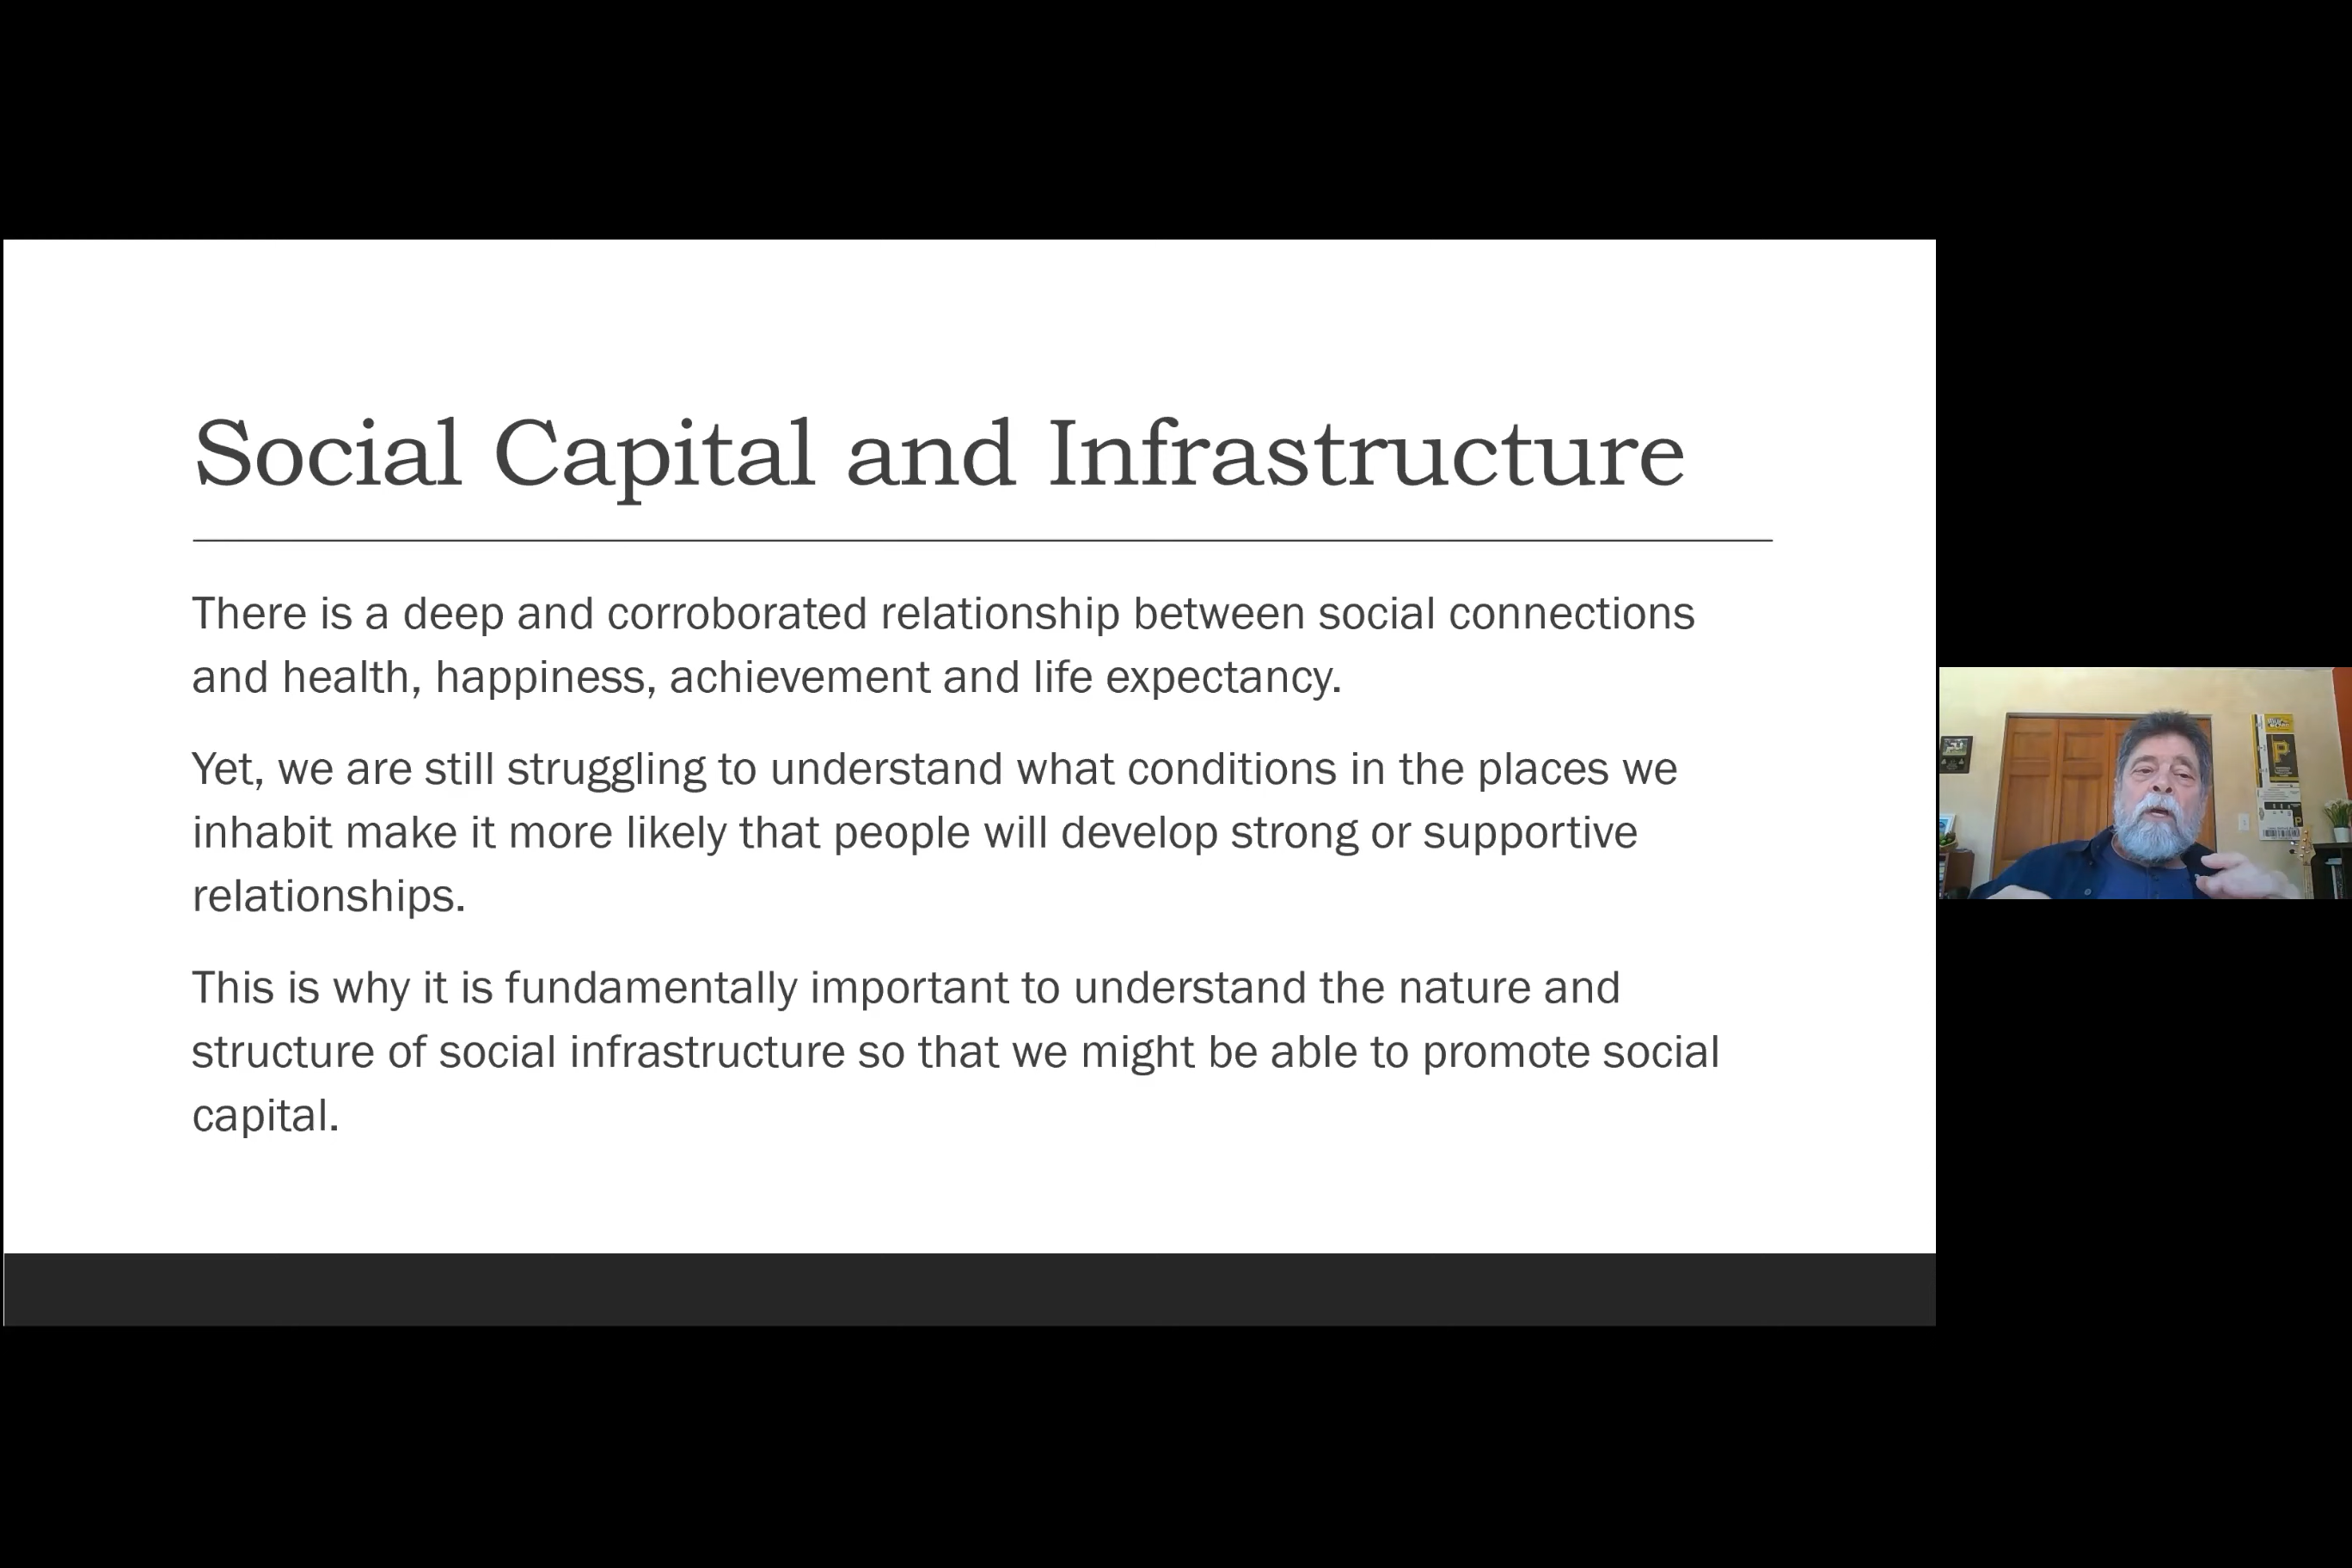 Social Capital and Infrastructure
There is a deep and corroborated relationship between social connections
and health, happiness, achievement and life expectancy.
Yet, we are still struggling to understand what conditions in the places we
inhabit make it more likely that people will develop strong or supportive
relationships.
This is why it is fundamentally important to understand the nature and
structure of social infrastructure so that we might be able to promote social
capital.
P